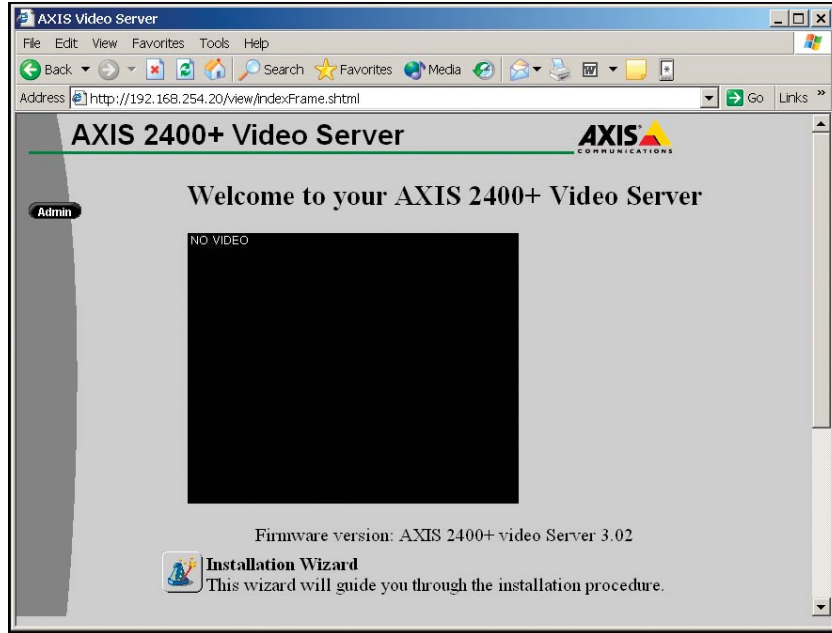 AXIS Video Server
File Edit View Favorites Tools Help
Back Search Favorites Media
Address http://192.168.254.20/view/indexFrame.shtml Go Links »
AXIS 2400+ Video Server
AXIS
COMMUNICATIONS
Admin
Welcome to your AXIS 2400+ Video Server
NO VIDEO
Firmware version: AXIS 2400+ video Server 3.02
Installation Wizard
This wizard will guide you through the installation procedure.